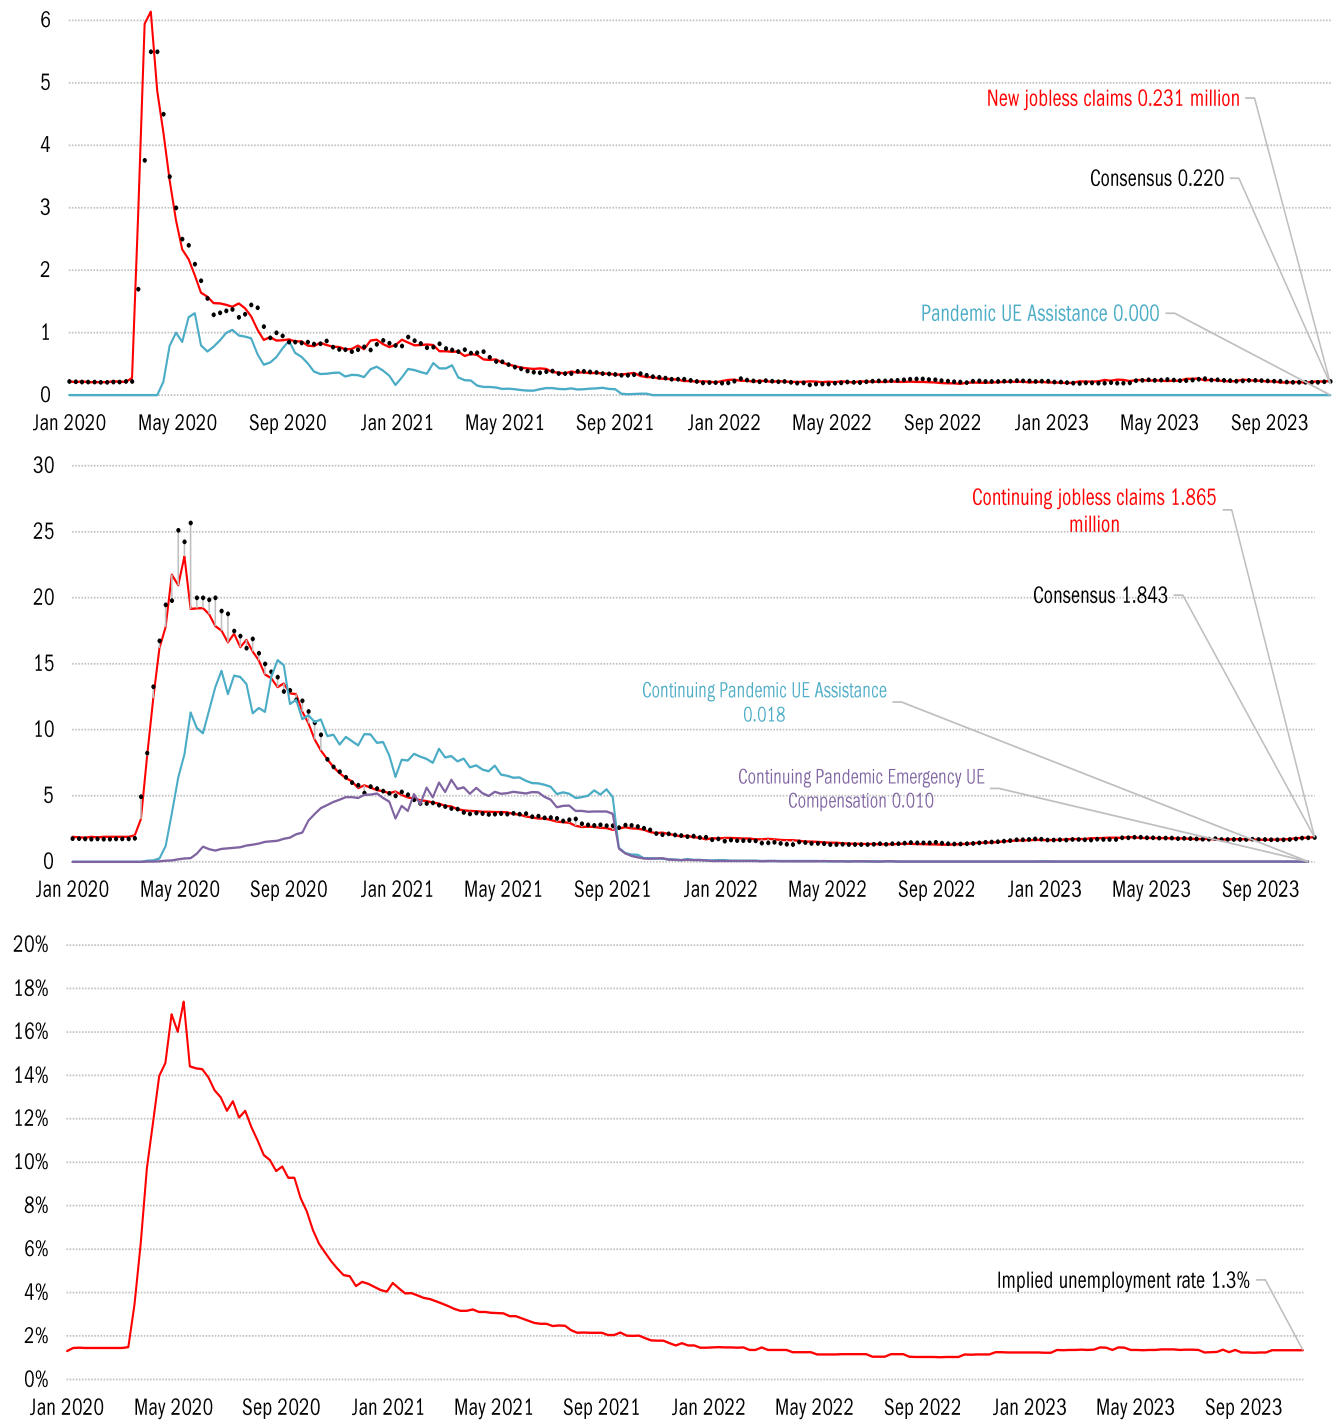 6
5
4
3
2
1
0
New jobless claims 0.231 million
Consensus 0.220
Pandemic UE Assistance 0.000
Jan 2020 May 2020 Sep 2020 Jan 2021 May 2021 Sep 2021 Jan 2022 May 2022 Sep 2022 Jan 2023 May 2023 Sep 2023
30
25
20
15
10
5
0
Continuing jobless claims 1.865
million
Consensus 1.843
Continuing Pandemic UE Assistance
0.018
Continuing Pandemic Emergency UE
Compensation 0.010
Jan 2020 May 2020 Sep 2020 Jan 2021 May 2021 Sep 2021 Jan 2022 May 2022 Sep 2022 Jan 2023 May 2023 Sep 2023
20%
18%
16%
14%
12%
10%
8%
6%
4%
2%
0%
Implied unemployment rate 1.3%
Jan 2020 May 2020 Sep 2020 Jan 2021 May 2021 Sep 2021 Jan 2022 May 2022 Sep 2022 Jan 2023 May 2023 Sep 2023